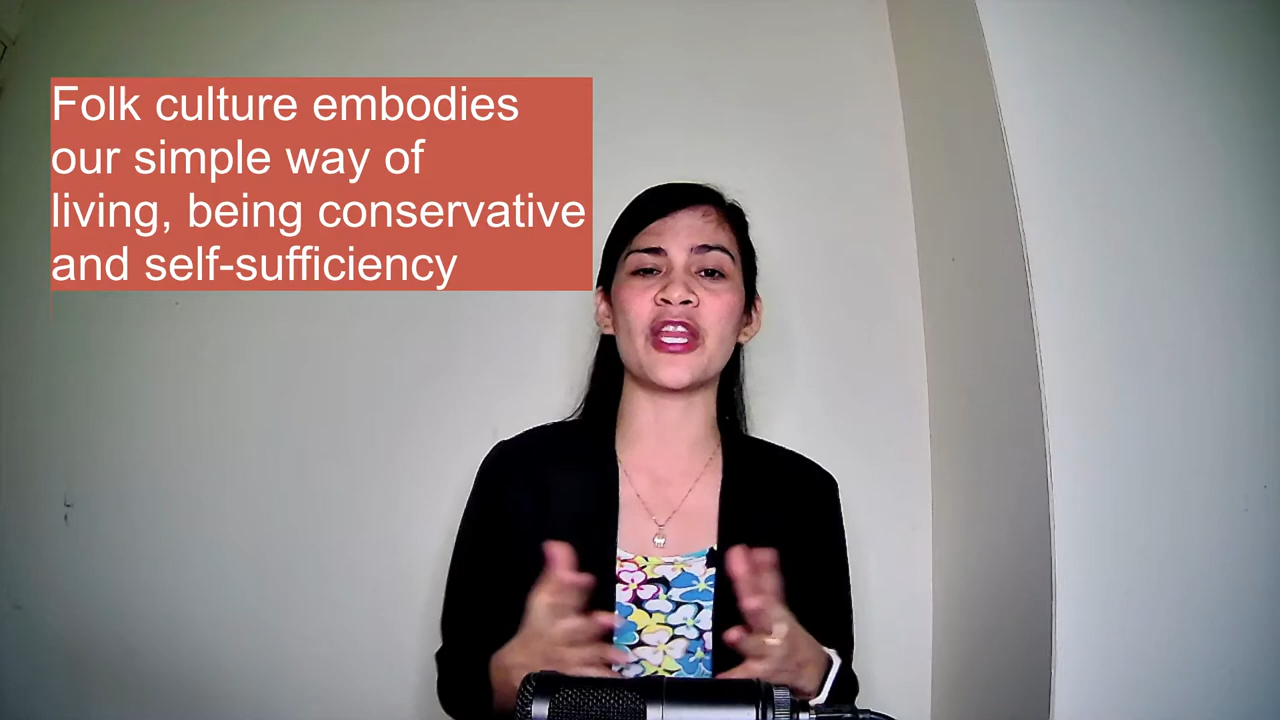 Folk culture embodies
our simple way of
living, being conservative
and self-sufficiency